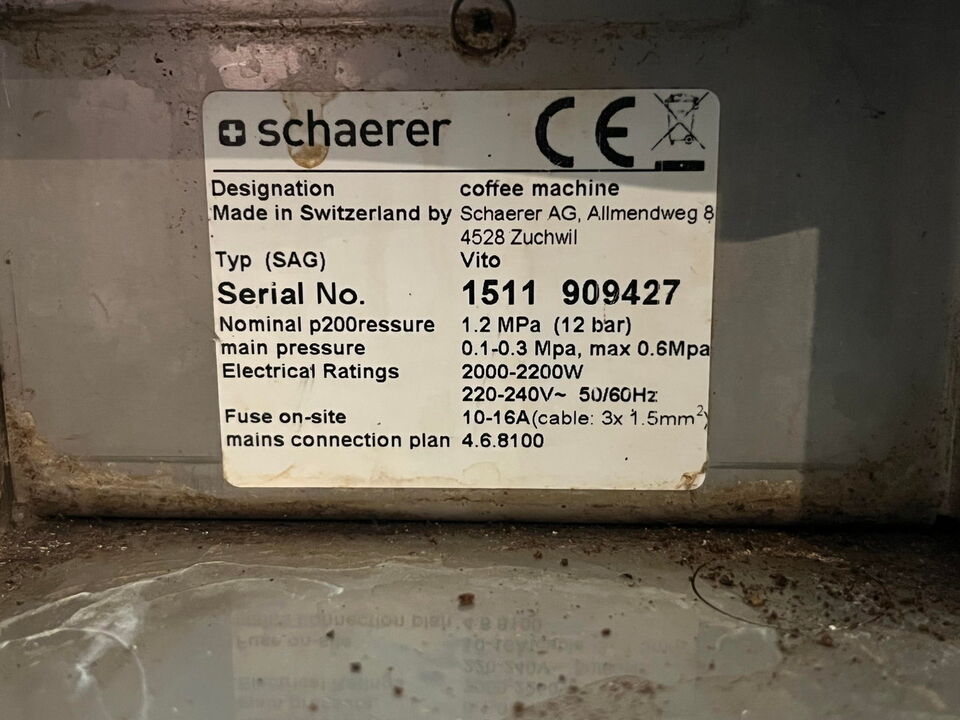 schaerer CE
Designation coffee machine
Made in Switzerland by Schaerer AG, Allmendweg 8
4528 Zuchwil
Typ (SAG) Vito
Serial No. 1511 909427
Nominal p200ressure 1.2 MPa (12 bar)
main pressure 0.1-0.3 Mpa, max 0.6Mpa
Electrical Ratings 2000-2200W
220-240V~ 50/60Hz
Fuse on-site 10-16A(cable: 3x 1.5mm²)
mains connection plan 4.6.8100